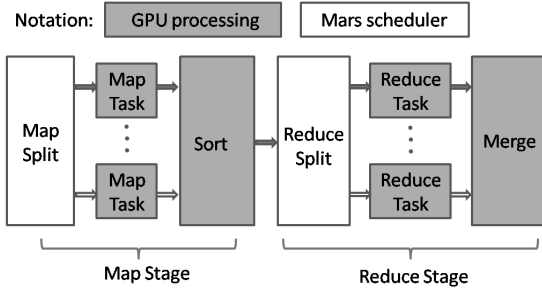 Notation: GPU processing Mars scheduler
Map Split
Map Task
Map Task
Sort
Reduce Split
Reduce Task
Reduce Task
Merge
Map Stage
Reduce Stage